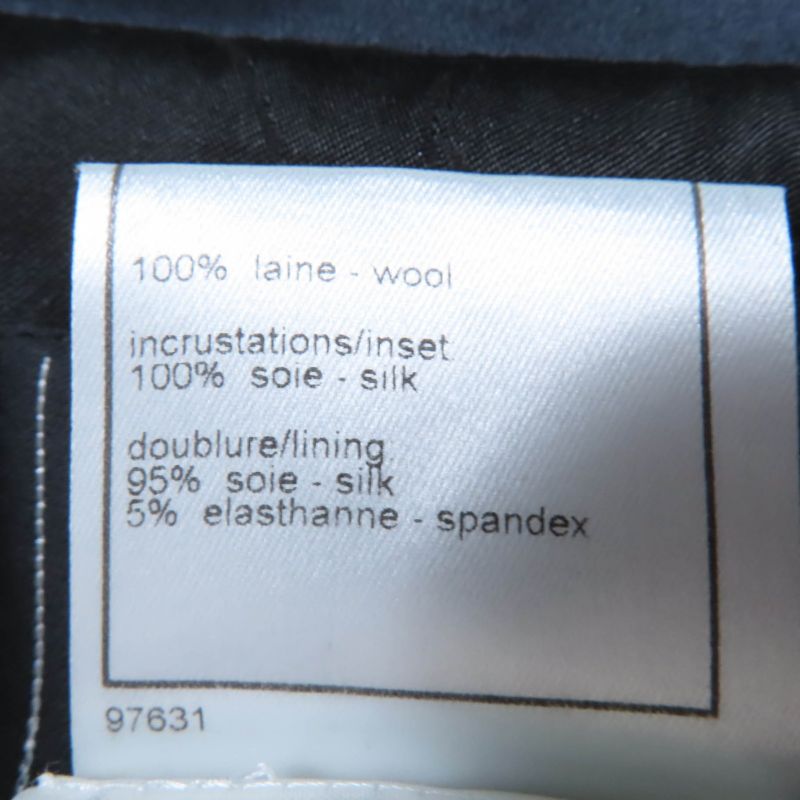 100% laine - wool
incrustations/inset
100% soie - silk
doublure/lining
95% soie - silk
5% elasthanne - spandex
97631